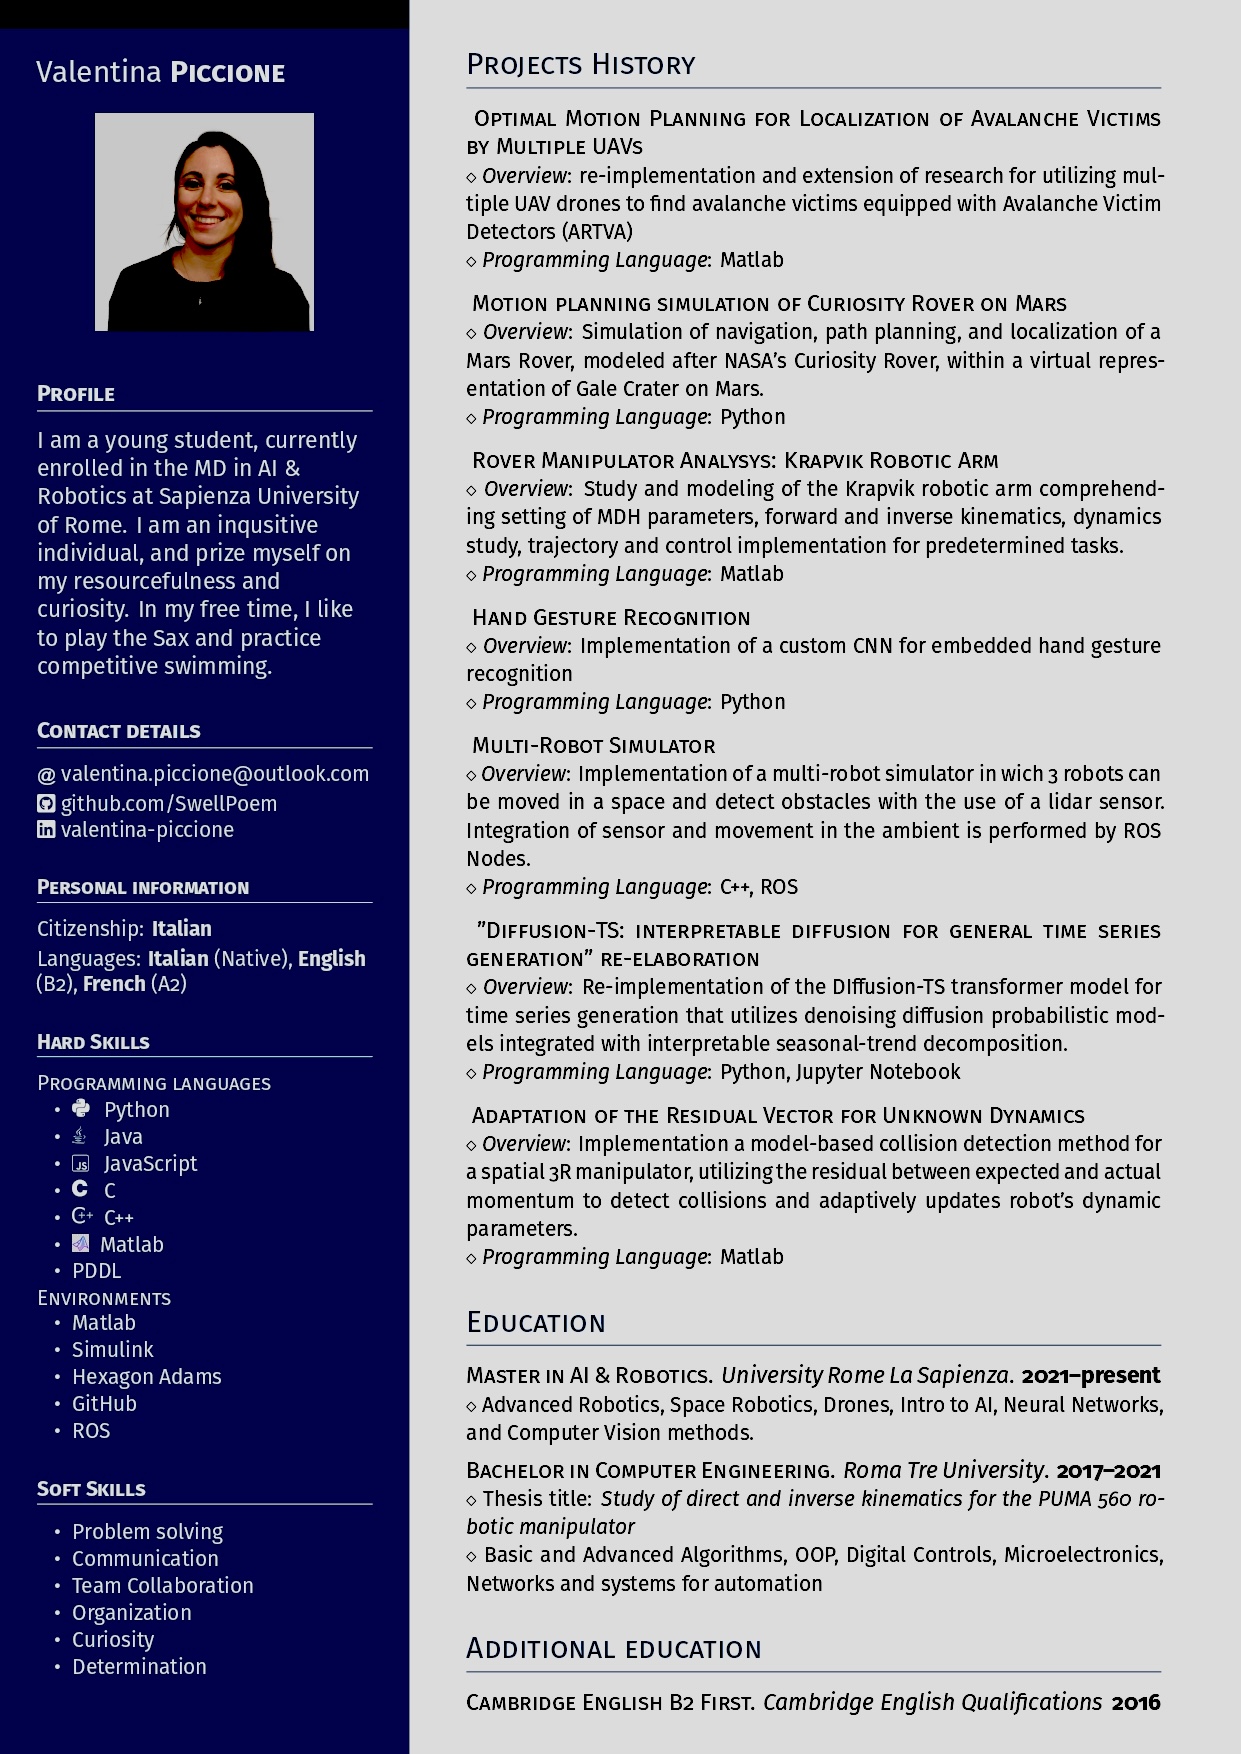 Valentina Piccione
Profile
I am a young student, currently
enrolled in the MD in AI &
Robotics at Sapienza University
of Rome. I am an inqusitive
individual, and prize myself on
my resourcefulness and
curiosity. In my free time, I like
to play the Sax and practice
competitive swimming.
Contact details
@ valentina.piccione@outlook.com
github.com/SwellPoem
in valentina-piccione
Personal information
Citizenship: Italian
Languages: Italian (Native), English
(B2), French (A2)
Hard Skills
Programming languages
• Python
• Java
• JS JavaScript
• C C
• C++ C++
• Matlab
• PDDL
Environments
• Matlab
• Simulink
• Hexagon Adams
• GitHub
• ROS
Soft Skills
• Problem solving
• Communication
• Team Collaboration
• Organization
• Curiosity
• Determination
Projects History
Optimal Motion Planning for Localization of Avalanche Victims
by Multiple UAVs
⋄ Overview: re-implementation and extension of research for utilizing mul-
tiple UAV drones to find avalanche victims equipped with Avalanche Victim
Detectors (ARTVA)
⋄ Programming Language: Matlab
Motion planning simulation of Curiosity Rover on Mars
⋄ Overview: Simulation of navigation, path planning, and localization of a
Mars Rover, modeled after NASA's Curiosity Rover, within a virtual repres-
entation of Gale Crater on Mars.
⋄ Programming Language: Python
Rover Manipulator Analysys: Krapvik Robotic Arm
⋄ Overview: Study and modeling of the Krapvik robotic arm comprehend-
ing setting of MDH parameters, forward and inverse kinematics, dynamics
study, trajectory and control implementation for predetermined tasks.
⋄ Programming Language: Matlab
Hand Gesture Recognition
⋄ Overview: Implementation of a custom CNN for embedded hand gesture
recognition
⋄ Programming Language: Python
Multi-Robot Simulator
⋄ Overview: Implementation of a multi-robot simulator in wich 3 robots can
be moved in a space and detect obstacles with the use of a lidar sensor.
Integration of sensor and movement in the ambient is performed by ROS
Nodes.
⋄ Programming Language: C++, ROS
"Diffusion-TS: interpretable diffusion for general time series
generation" re-elaboration
⋄ Overview: Re-implementation of the DIffusion-TS transformer model for
time series generation that utilizes denoising diffusion probabilistic mod-
els integrated with interpretable seasonal-trend decomposition.
⋄ Programming Language: Python, Jupyter Notebook
Adaptation of the Residual Vector for Unknown Dynamics
⋄ Overview: Implementation a model-based collision detection method for
a spatial 3R manipulator, utilizing the residual between expected and actual
momentum to detect collisions and adaptively updates robot's dynamic
parameters.
⋄ Programming Language: Matlab
Education
Master in AI & Robotics. University Rome La Sapienza. 2021–present
⋄ Advanced Robotics, Space Robotics, Drones, Intro to AI, Neural Networks,
and Computer Vision methods.
Bachelor in Computer Engineering. Roma Tre University. 2017–2021
⋄ Thesis title: Study of direct and inverse kinematics for the PUMA 560 ro-
botic manipulator
⋄ Basic and Advanced Algorithms, OOP, Digital Controls, Microelectronics,
Networks and systems for automation
Additional education
Cambridge English B2 First. Cambridge English Qualifications 2016